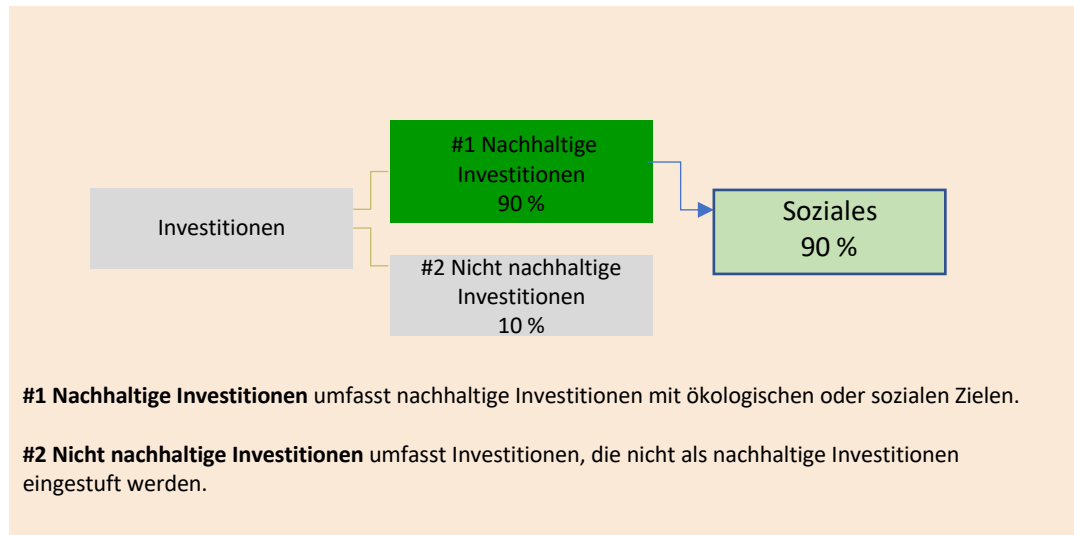 #1 Nachhaltige
Investitionen
90 %
Investitionen
Soziales
90 %
#2 Nicht nachhaltige
Investitionen
10 %
#1 Nachhaltige Investitionen umfasst nachhaltige Investitionen mit ökologischen oder sozialen Zielen.
#2 Nicht nachhaltige Investitionen umfasst Investitionen, die nicht als nachhaltige Investitionen
eingestuft werden.